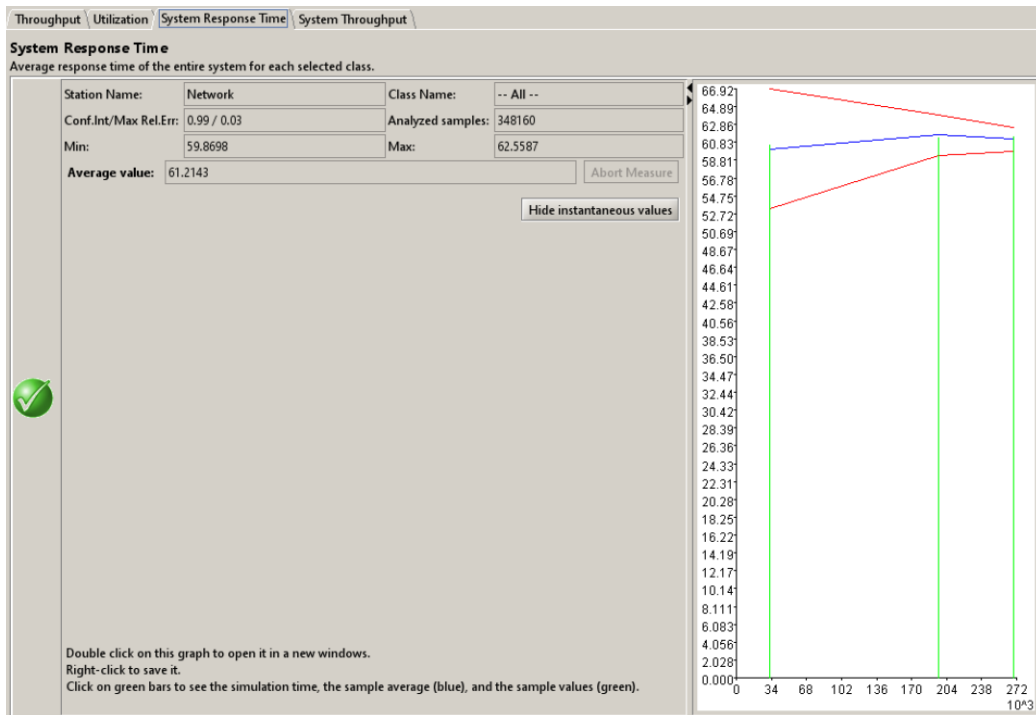 Throughput Utilization System Response Time System Throughput
System Response Time
Average response time of the entire system for each selected class.
Station Name: Network Class Name: -- All --
Conf.Int/Max Rel.Err: 0.99 / 0.03 Analyzed samples: 348160
Min: 59.8698 Max: 62.5587
Average value: 61.2143 Abort Measure
Hide instantaneous values
Double click on this graph to open it in a new windows.
Right-click to save it.
Click on green bars to see the simulation time, the sample average (blue), and the sample values (green).
66.92
64.89
62.86
60.83
58.81
56.78
54.75
52.72
50.69
48.67
46.64
44.61
42.58
40.56
38.53
36.50
34.47
32.44
30.42
28.39
26.36
24.33
22.31
20.28
18.25
16.22
14.19
12.17
10.14
8.111
6.083
4.056
2.028
0.000
0 34 68 102 136 170 204 238 272
10^3